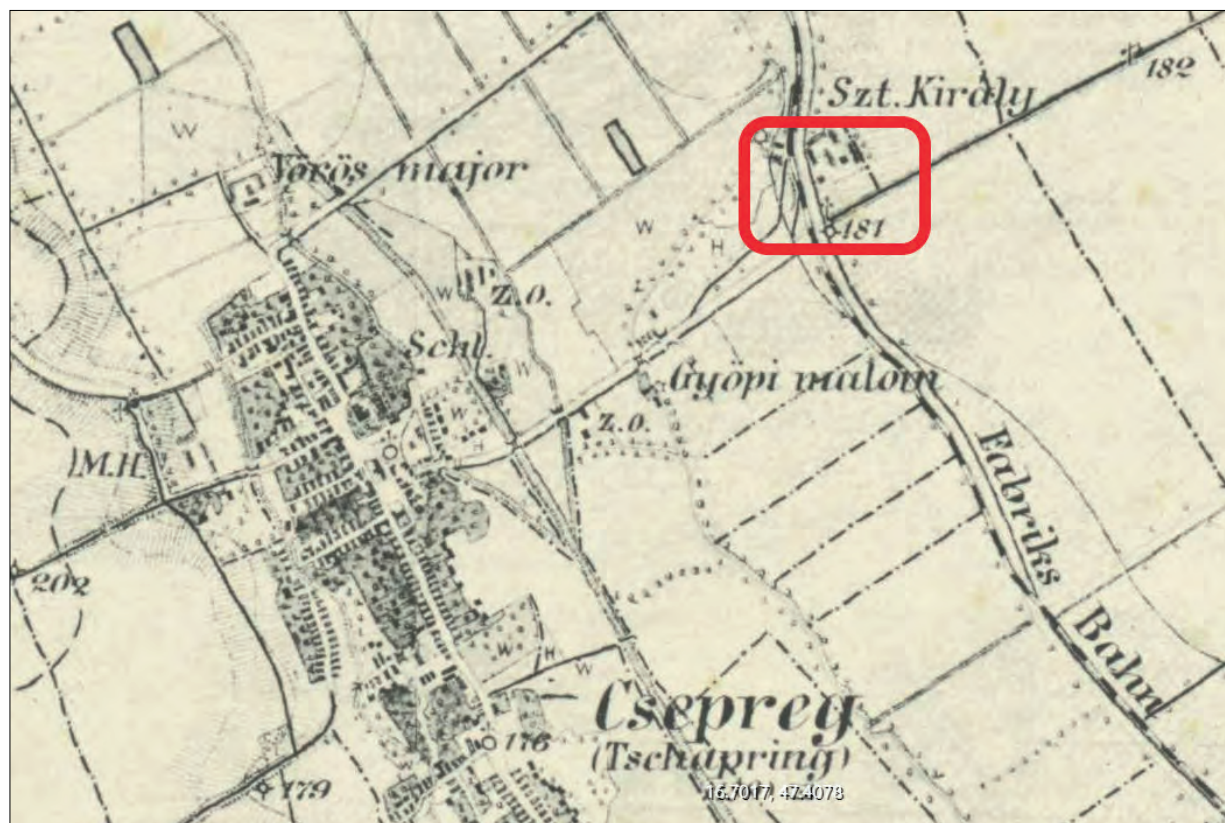 182
Szt. Király
W
Vörös major
W
H
181
W
Z.O.
Schl.
W
W
H
Gyöpi malom
Z.O.
M.H.
Fabriks Bahn
202
W
H
W
Csepreg
176
(Tschapring)
179
16.7017, 47.4078